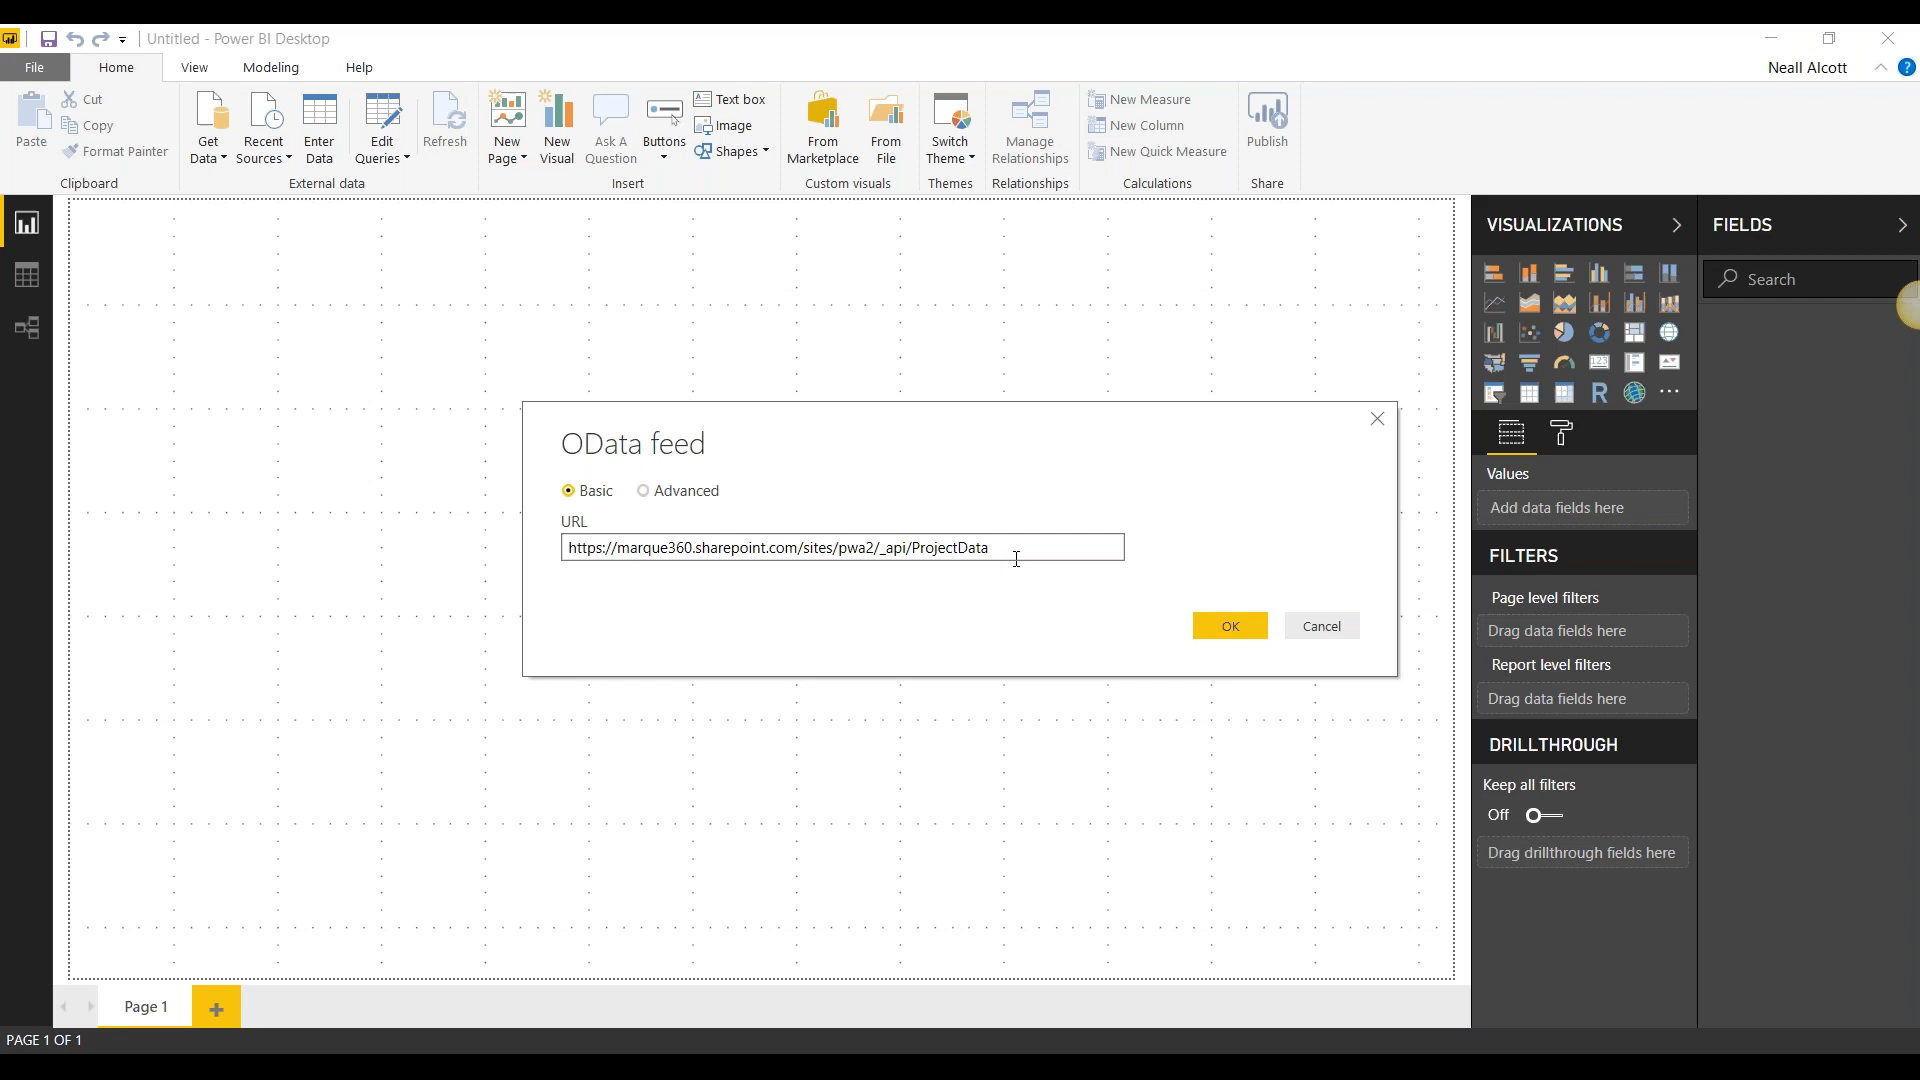 Untitled - Power BI Desktop
File Home View Modeling Help Neall Alcott ?
Paste
Cut
Copy
Format Painter
Clipboard
Get Data
Recent Sources
Enter Data
Edit Queries
Refresh
External data
New Page
New Visual
Ask A Question
Buttons
Text box
Image
Shapes
Insert
From Marketplace
From File
Custom visuals
Switch Theme
Themes
Manage Relationships
Relationships
New Measure
New Column
New Quick Measure
Calculations
Publish
Share
OData feed
Basic Advanced
URL
https://marque360.sharepoint.com/sites/pwa2/_api/ProjectData
OK Cancel
VISUALIZATIONS
123
R
Values
Add data fields here
FILTERS
Page level filters
Drag data fields here
Report level filters
Drag data fields here
DRILLTHROUGH
Keep all filters
Off
Drag drillthrough fields here
FIELDS
Search
Page 1
PAGE 1 OF 1